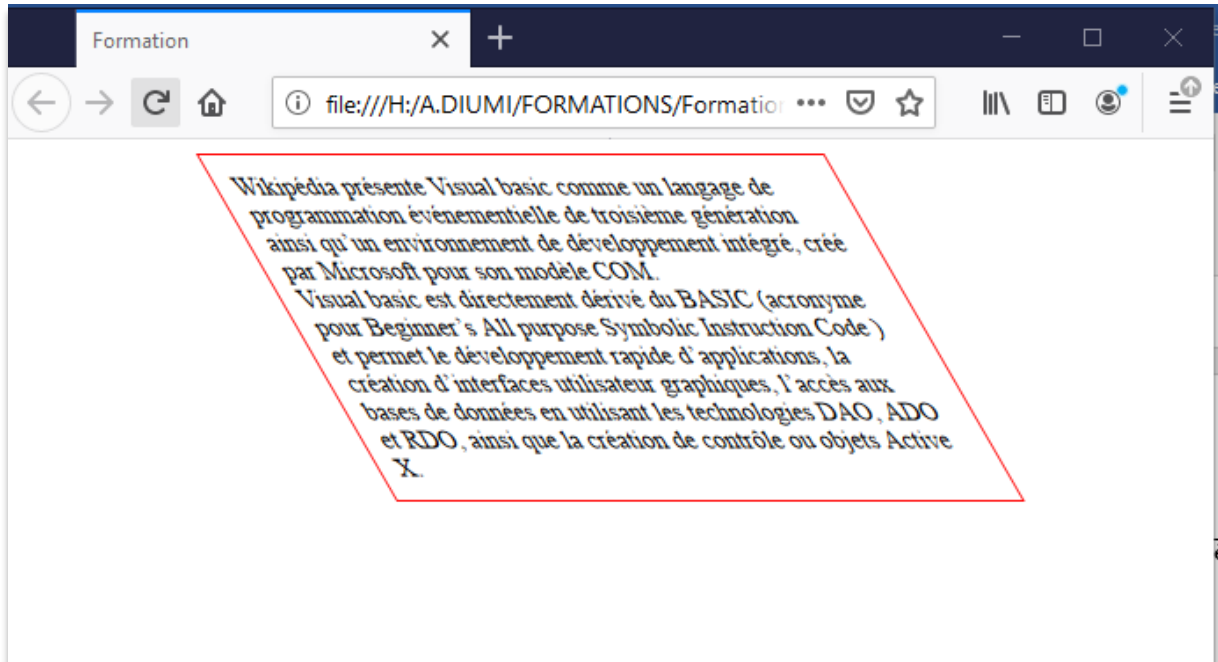 Formation
file:///H:/A.DIUMI/FORMATIONS/Formatio
Wikipédia présente Visual basic comme un langage de
programmation événementielle de troisième génération
ainsi qu'un environnement de développement intégré, créé
par Microsoft pour son modèle COM.
Visual basic est directement dérivé du BASIC (acronyme
pour Beginner's All purpose Symbolic Instruction Code )
et permet le développement rapide d'applications, la
création d'interfaces utilisateur graphiques, l'accès aux
bases de données en utilisant les technologies DAO, ADO
et RDO, ainsi que la création de contrôle ou objets Active
X.